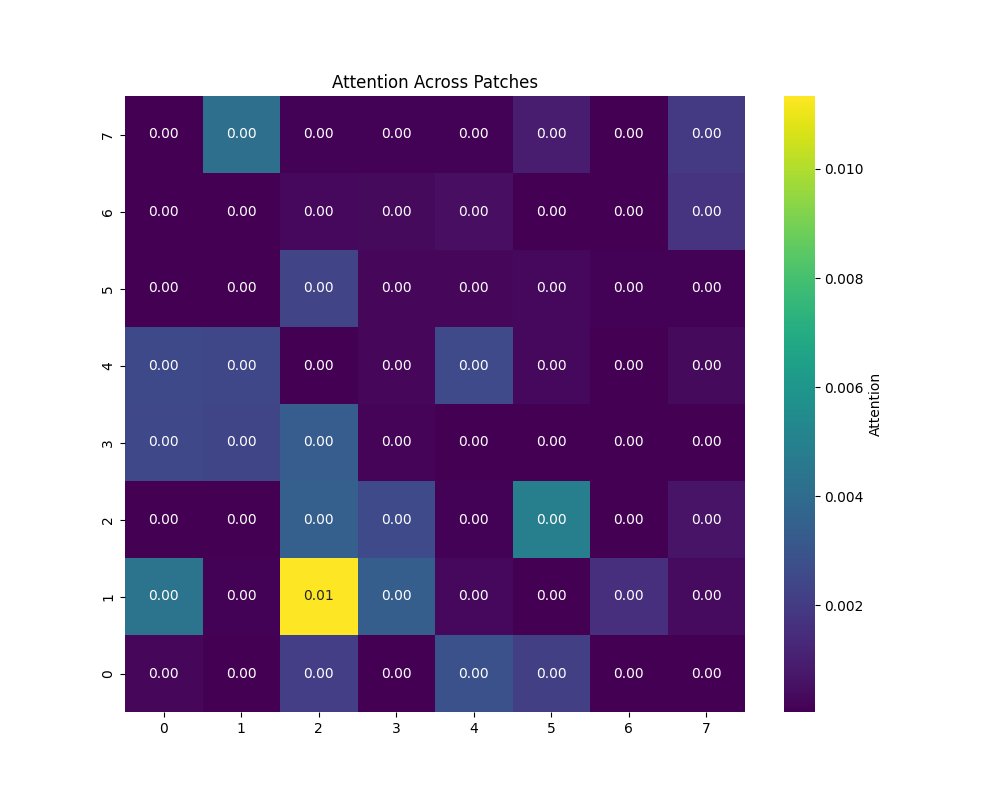 Attention Across Patches
7 0.00 0.00 0.00 0.00 0.00 0.00 0.00 0.00
6 0.00 0.00 0.00 0.00 0.00 0.00 0.00 0.00
5 0.00 0.00 0.00 0.00 0.00 0.00 0.00 0.00
4 0.00 0.00 0.00 0.00 0.00 0.00 0.00 0.00
3 0.00 0.00 0.00 0.00 0.00 0.00 0.00 0.00
2 0.00 0.00 0.00 0.00 0.00 0.00 0.00 0.00
1 0.00 0.00 0.01 0.00 0.00 0.00 0.00 0.00
0 0.00 0.00 0.00 0.00 0.00 0.00 0.00 0.00
0 1 2 3 4 5 6 7
0.010
0.008
0.006
0.004
0.002
Attention